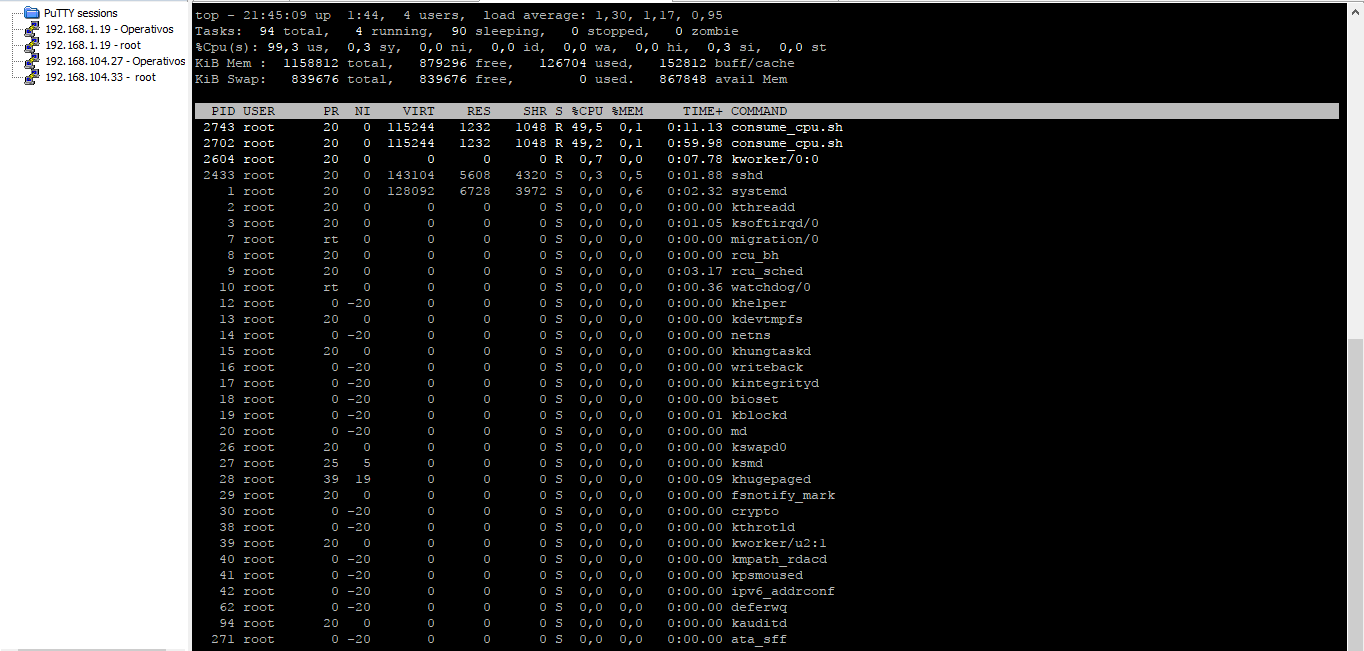 PuTTY sessions
192.168.1.19 - Operativos
192.168.1.19 - root
192.168.104.27 - Operativos
192.168.104.33 - root
top - 21:45:09 up  1:44,  4 users,  load average: 1,30, 1,17, 0,95
Tasks:  94 total,   4 running,  90 sleeping,   0 stopped,   0 zombie
%Cpu(s): 99,3 us,  0,3 sy,  0,0 ni,  0,0 id,  0,0 wa,  0,0 hi,  0,3 si,  0,0 st
KiB Mem :  1158812 total,   879296 free,   126704 used,   152812 buff/cache
KiB Swap:   839676 total,   839676 free,        0 used.   867848 avail Mem
PID USER      PR  NI    VIRT    RES    SHR S %CPU %MEM     TIME+ COMMAND
2743 root      20   0  115244   1232   1048 R 49,5  0,1   0:11.13 consume_cpu.sh
2702 root      20   0  115244   1232   1048 R 49,2  0,1   0:59.98 consume_cpu.sh
2604 root      20   0       0      0      0 R  0,7  0,0   0:07.78 kworker/0:0
2433 root      20   0  143104   5608   4320 S  0,3  0,5   0:01.88 sshd
1 root      20   0  128092   6728   3972 S  0,0  0,6   0:02.32 systemd
2 root      20   0       0      0      0 S  0,0  0,0   0:00.00 kthreadd
3 root      20   0       0      0      0 S  0,0  0,0   0:01.05 ksoftirqd/0
7 root      rt   0       0      0      0 S  0,0  0,0   0:00.00 migration/0
8 root      20   0       0      0      0 S  0,0  0,0   0:00.00 rcu_bh
9 root      20   0       0      0      0 S  0,0  0,0   0:03.17 rcu_sched
10 root      rt   0       0      0      0 S  0,0  0,0   0:00.36 watchdog/0
12 root       0 -20       0      0      0 S  0,0  0,0   0:00.00 khelper
13 root      20   0       0      0      0 S  0,0  0,0   0:00.00 kdevtmpfs
14 root       0 -20       0      0      0 S  0,0  0,0   0:00.00 netns
15 root      20   0       0      0      0 S  0,0  0,0   0:00.00 khungtaskd
16 root       0 -20       0      0      0 S  0,0  0,0   0:00.00 writeback
17 root       0 -20       0      0      0 S  0,0  0,0   0:00.00 kintegrityd
18 root       0 -20       0      0      0 S  0,0  0,0   0:00.00 bioset
19 root       0 -20       0      0      0 S  0,0  0,0   0:00.01 kblockd
20 root       0 -20       0      0      0 S  0,0  0,0   0:00.00 md
26 root      20   0       0      0      0 S  0,0  0,0   0:00.00 kswapd0
27 root      25   5       0      0      0 S  0,0  0,0   0:00.00 ksmd
28 root      39  19       0      0      0 S  0,0  0,0   0:00.09 khugepaged
29 root      20   0       0      0      0 S  0,0  0,0   0:00.00 fsnotify_mark
30 root       0 -20       0      0      0 S  0,0  0,0   0:00.00 crypto
38 root       0 -20       0      0      0 S  0,0  0,0   0:00.00 kthrotld
39 root      20   0       0      0      0 S  0,0  0,0   0:00.00 kworker/u2:1
40 root       0 -20       0      0      0 S  0,0  0,0   0:00.00 kmpath_rdacd
41 root       0 -20       0      0      0 S  0,0  0,0   0:00.00 kpsmoused
42 root       0 -20       0      0      0 S  0,0  0,0   0:00.00 ipv6_addrconf
62 root       0 -20       0      0      0 S  0,0  0,0   0:00.00 deferwq
94 root      20   0       0      0      0 S  0,0  0,0   0:00.00 kauditd
271 root       0 -20       0      0      0 S  0,0  0,0   0:00.00 ata_sff